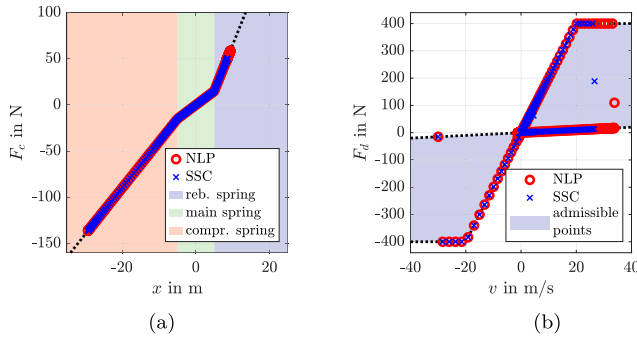 100
50
0
-50
-100
-150
F_c in N
-20
0
20
x in m
NLP
SSC
reb. spring
main spring
compr. spring
(a)
400
300
200
100
0
-100
-200
-300
-400
F_d in N
-40
-20
0
20
40
v in m/s
NLP
SSC
admissible
points
(b)